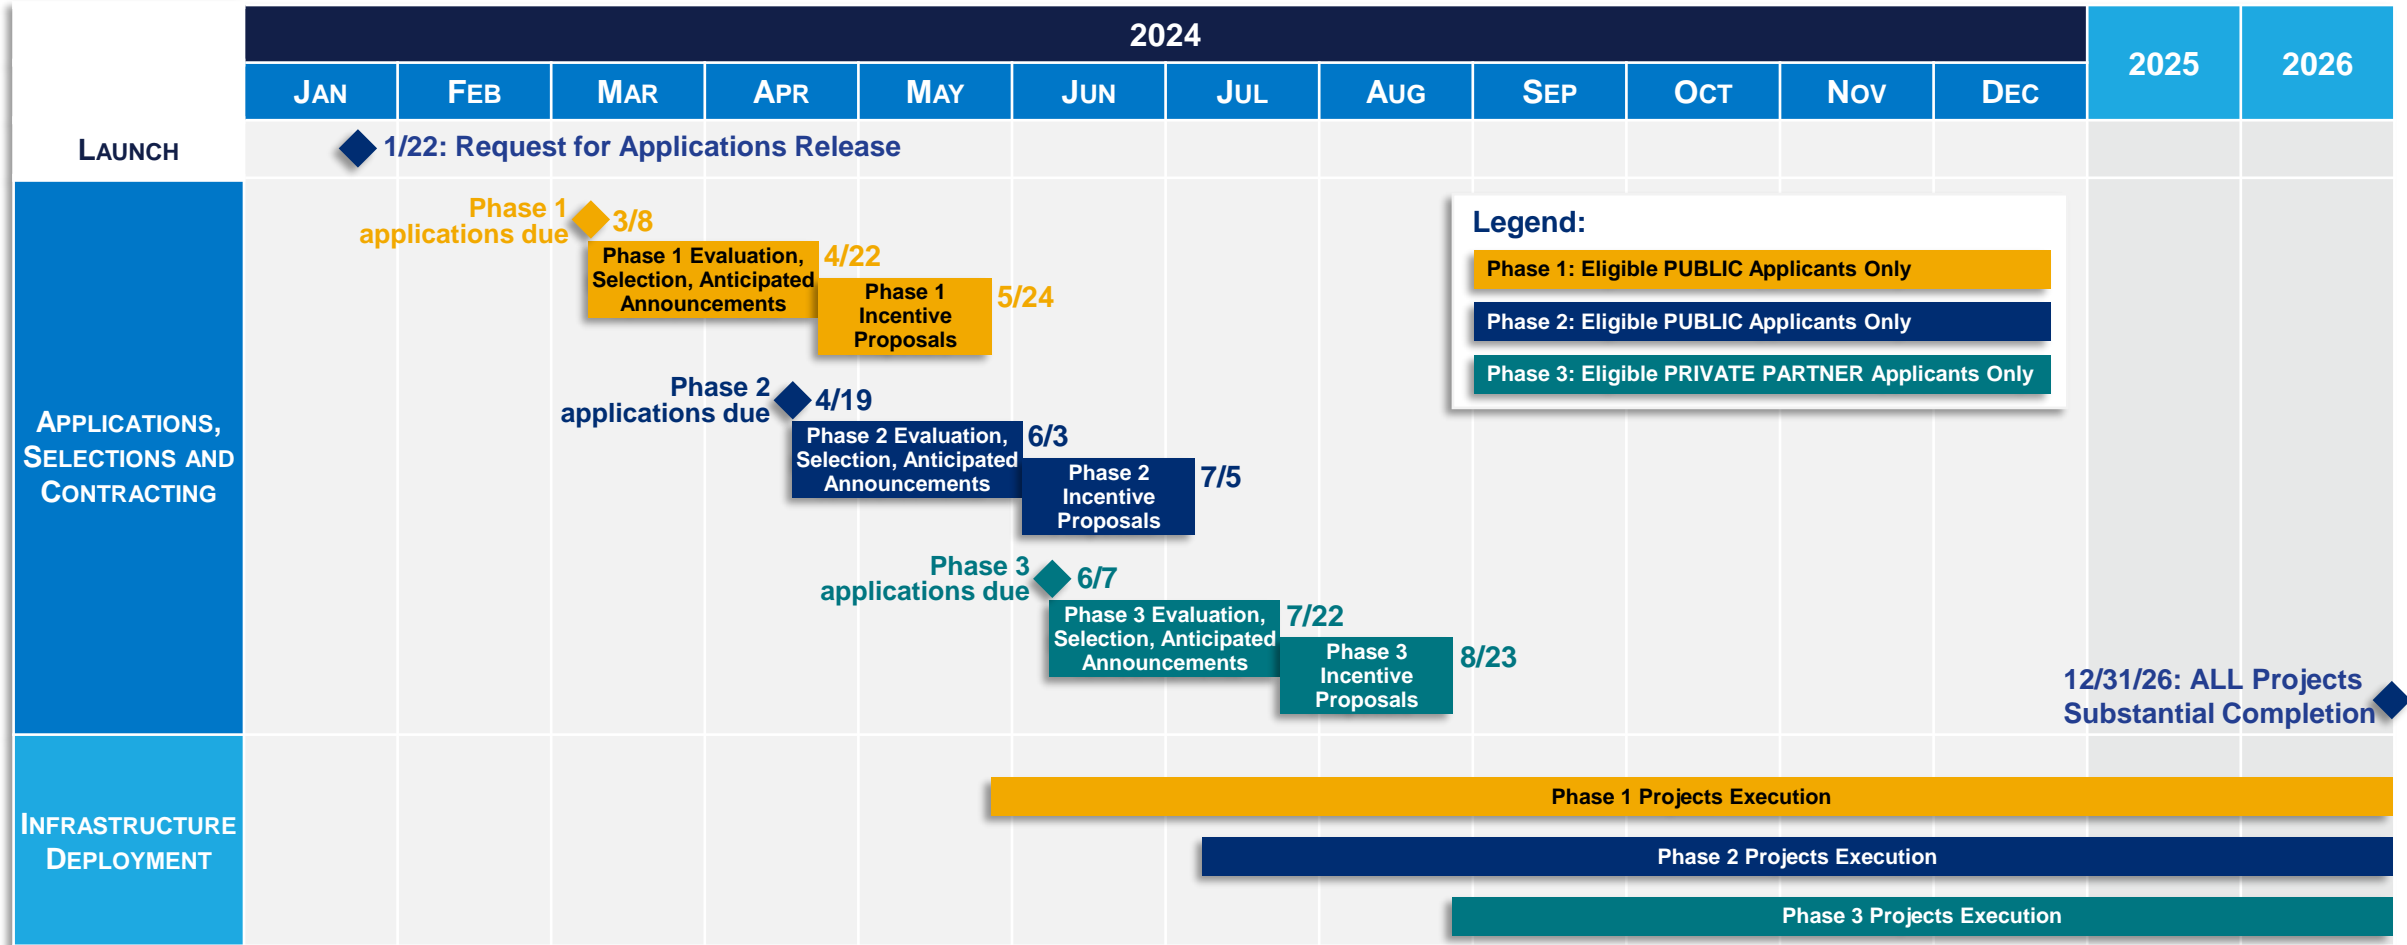 2024
2025
2026
JAN
FEB
MAR
APR
MAY
JUN
JUL
AUG
SEP
OCT
NOV
DEC
LAUNCH
1/22: Request for Applications Release
APPLICATIONS,
SELECTIONS AND
CONTRACTING
Phase 1
applications due
3/8
Phase 1 Evaluation,
Selection, Anticipated
Announcements
4/22
Phase 1
Incentive
Proposals
5/24
Legend:
Phase 1: Eligible PUBLIC Applicants Only
Phase 2: Eligible PUBLIC Applicants Only
Phase 3: Eligible PRIVATE PARTNER Applicants Only
Phase 2
applications due
4/19
Phase 2 Evaluation,
Selection, Anticipated
Announcements
6/3
Phase 2
Incentive
Proposals
7/5
Phase 3
applications due
6/7
Phase 3 Evaluation,
Selection, Anticipated
Announcements
7/22
Phase 3
Incentive
Proposals
8/23
12/31/26: ALL Projects
Substantial Completion
INFRASTRUCTURE
DEPLOYMENT
Phase 1 Projects Execution
Phase 2 Projects Execution
Phase 3 Projects Execution